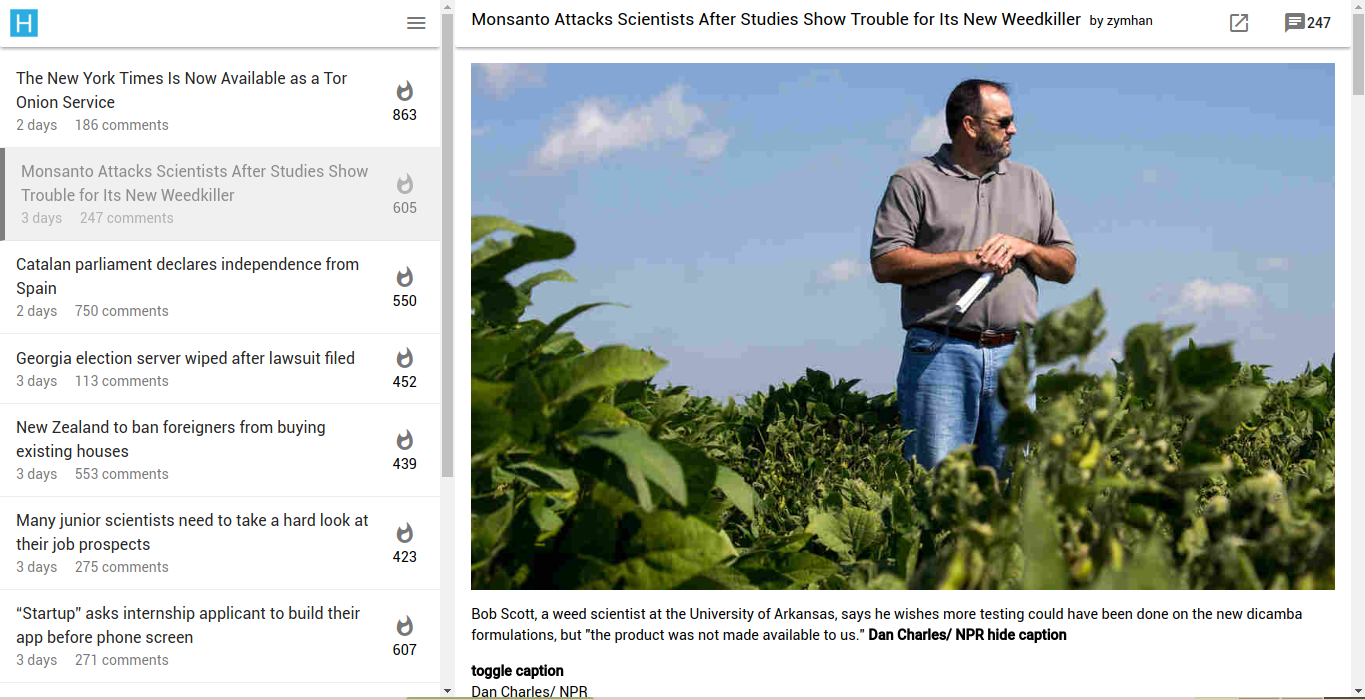 H
The New York Times Is Now Available as a Tor
Onion Service
2 days 186 comments
863
Monsanto Attacks Scientists After Studies Show
Trouble for Its New Weedkiller
3 days 247 comments
605
Catalan parliament declares independence from
Spain
2 days 750 comments
550
Georgia election server wiped after lawsuit filed
3 days 113 comments
452
New Zealand to ban foreigners from buying
existing houses
3 days 553 comments
439
Many junior scientists need to take a hard look at
their job prospects
3 days 275 comments
423
“Startup” asks internship applicant to build their
app before phone screen
3 days 271 comments
607
Monsanto Attacks Scientists After Studies Show Trouble for Its New Weedkiller by zymhan
247
Bob Scott, a weed scientist at the University of Arkansas, says he wishes more testing could have been done on the new dicamba
formulations, but "the product was not made available to us." Dan Charles/ NPR hide caption
toggle caption
Dan Charles/ NPR